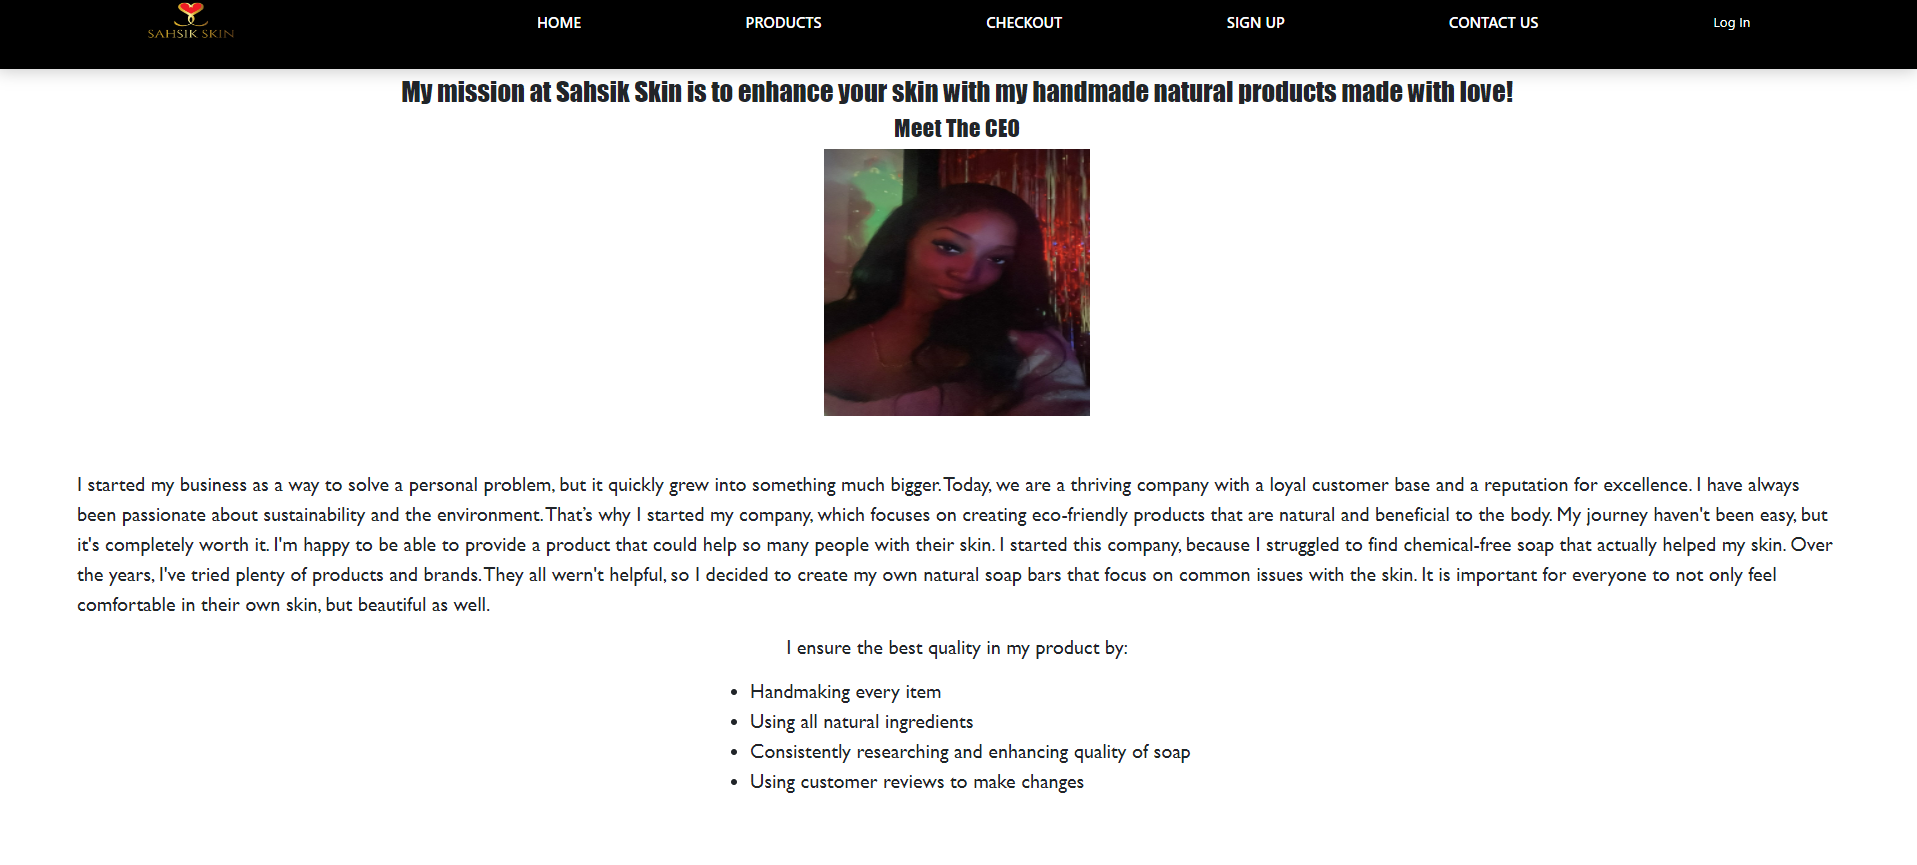 SAHSIK SKIN
HOME
PRODUCTS
CHECKOUT
SIGN UP
CONTACT US
Log In
My mission at Sahsik Skin is to enhance your skin with my handmade natural products made with love!
Meet The CEO
I started my business as a way to solve a personal problem, but it quickly grew into something much bigger. Today, we are a thriving company with a loyal customer base and a reputation for excellence. I have always
been passionate about sustainability and the environment. That’s why I started my company, which focuses on creating eco-friendly products that are natural and beneficial to the body. My journey haven't been easy, but
it's completely worth it. I'm happy to be able to provide a product that could help so many people with their skin. I started this company, because I struggled to find chemical-free soap that actually helped my skin. Over
the years, I've tried plenty of products and brands. They all wern't helpful, so I decided to create my own natural soap bars that focus on common issues with the skin. It is important for everyone to not only feel
comfortable in their own skin, but beautiful as well.
I ensure the best quality in my product by:
• Handmaking every item
• Using all natural ingredients
• Consistently researching and enhancing quality of soap
• Using customer reviews to make changes